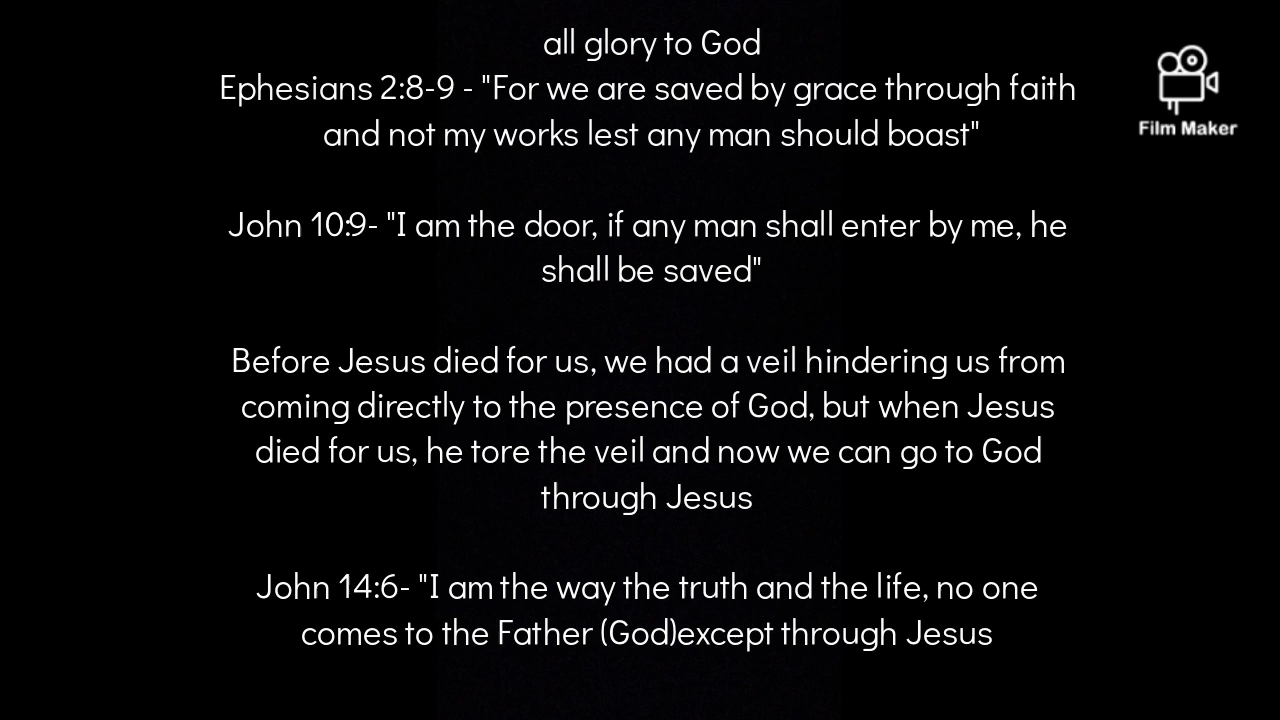 all glory to God
Ephesians 2:8-9 - "For we are saved by grace through faith
and not my works lest any man should boast"
John 10:9- "I am the door, if any man shall enter by me, he
shall be saved"
Before Jesus died for us, we had a veil hindering us from
coming directly to the presence of God, but when Jesus
died for us, he tore the veil and now we can go to God
through Jesus
John 14:6- "I am the way the truth and the life, no one
comes to the Father (God)except through Jesus
Film Maker